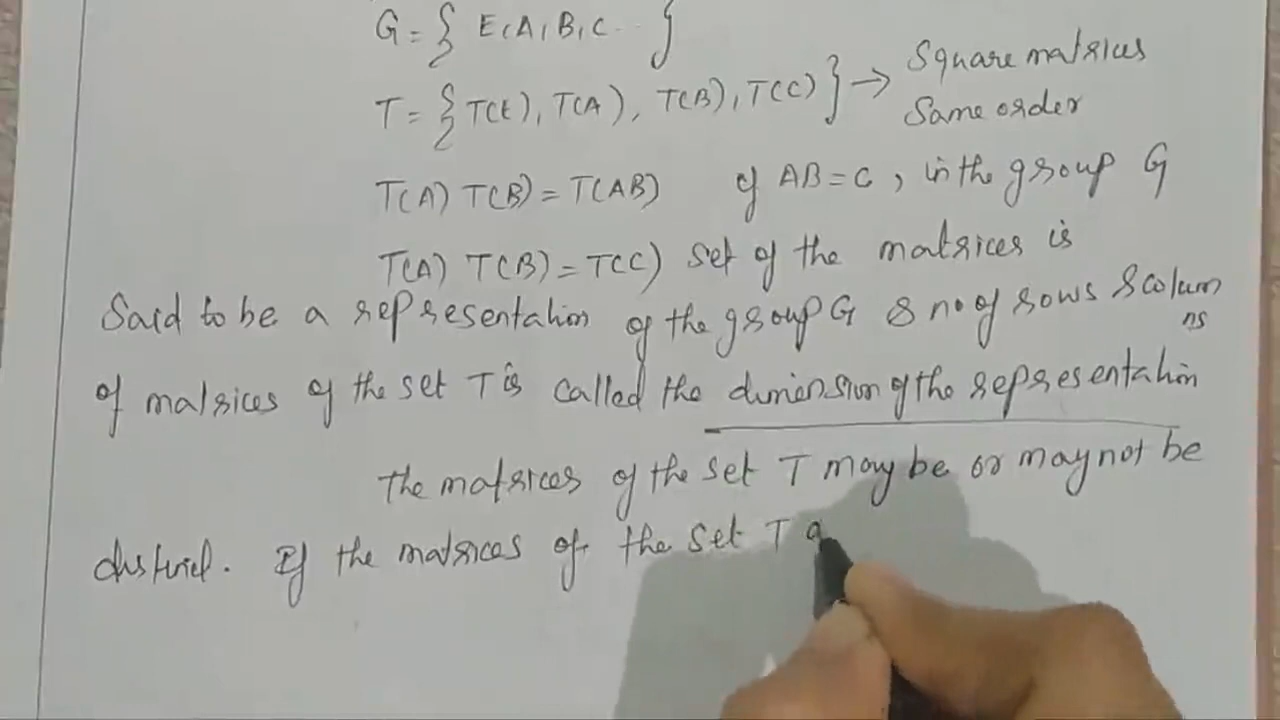 G = { E, A, B, C ... }
T = { T(E), T(A), T(B), T(C) } → Square matrices
Same order
T(A) T(B) = T(AB) if AB = C, in the group G
T(A) T(B) = T(C) set of the matrices is
Said to be a representation of the group G & no of rows & columns
of matrices of the set T is called the dimension of the representation
The matrices of the set T may be or may not be
distinct. If the matrices of the set T a